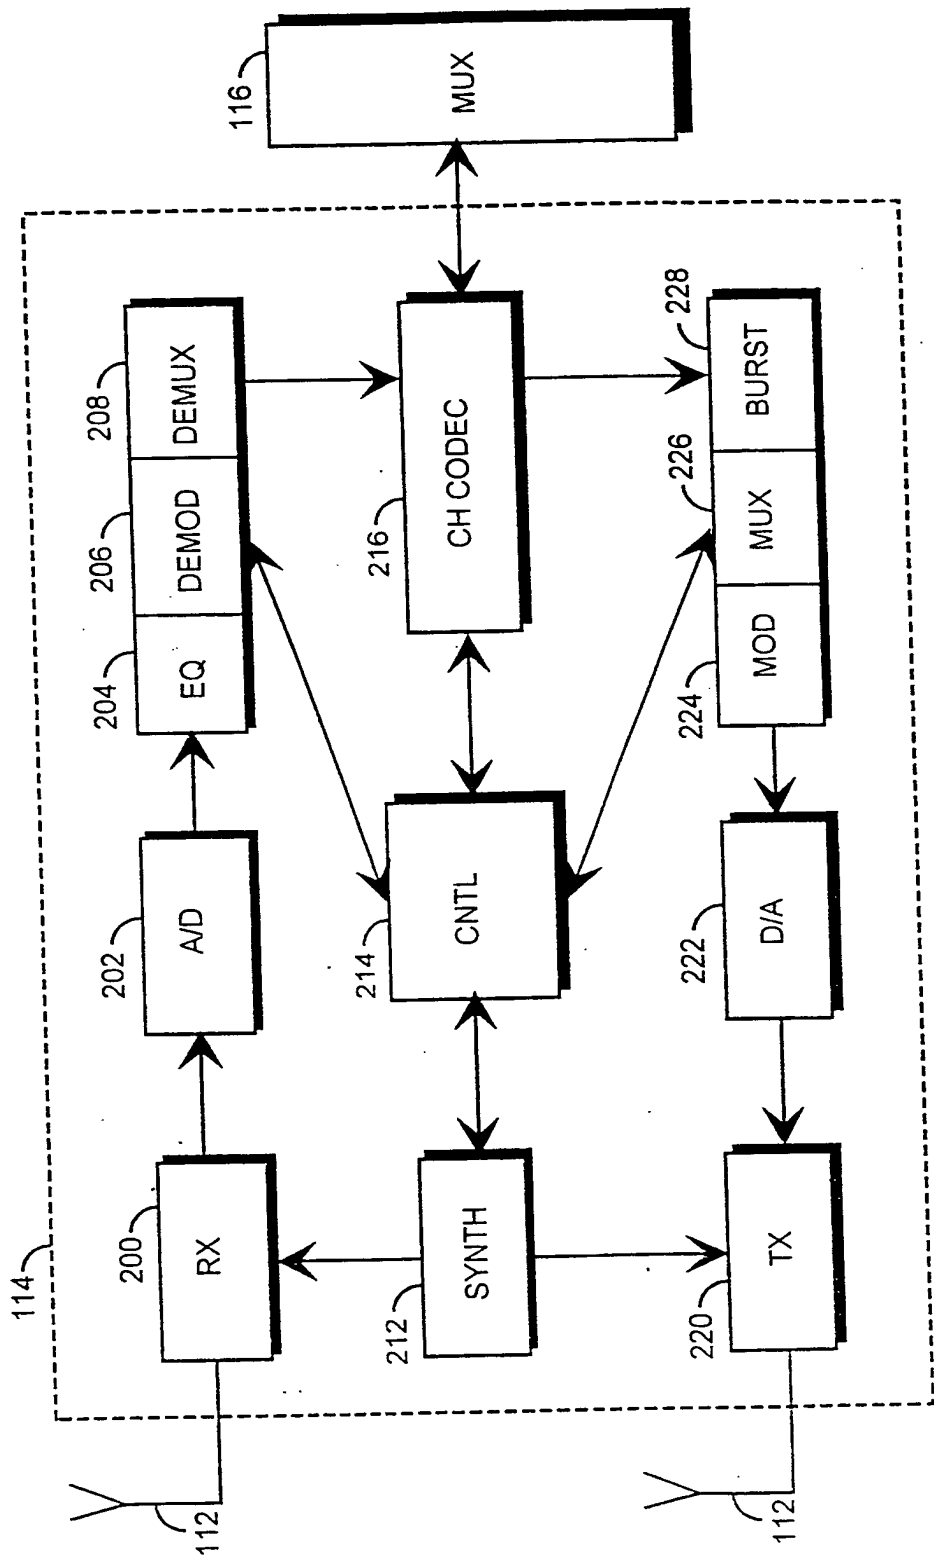 114
112
200
RX
202
A/D
204
EQ
206
DEMOD
208
DEMUX
212
SYNTH
214
CNTL
216
CH CODEC
116
MUX
112
220
TX
222
D/A
224
MOD
226
MUX
228
BURST